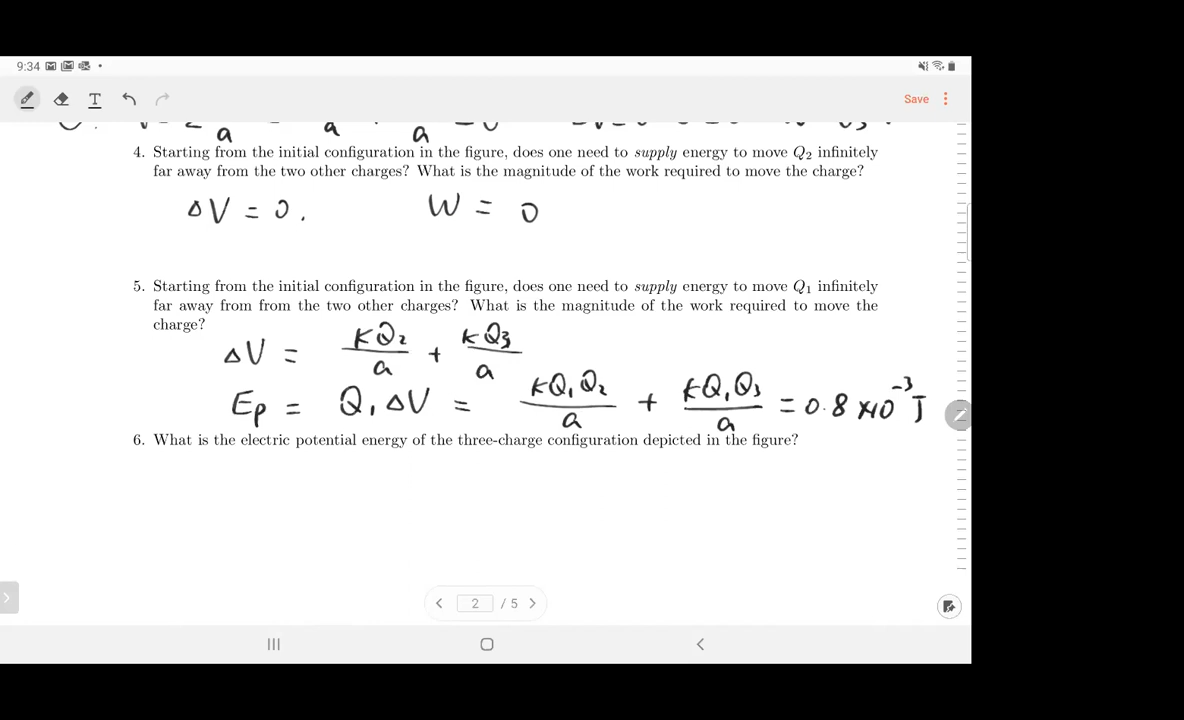 9:34
Save
4. Starting from the initial configuration in the figure, does one need to supply energy to move Q₂ infinitely
far away from the two other charges? What is the magnitude of the work required to move the charge?
ΔV = 0. W = 0
5. Starting from the initial configuration in the figure, does one need to supply energy to move Q₁ infinitely
far away from from the two other charges? What is the magnitude of the work required to move the
charge?
ΔV = kQ₂/a + kQ₃/a
Ep = Q₁ΔV = kQ₁Q₂/a + kQ₁Q₃/a = 0.8 ×10⁻³ J
6. What is the electric potential energy of the three-charge configuration depicted in the figure?
2 / 5